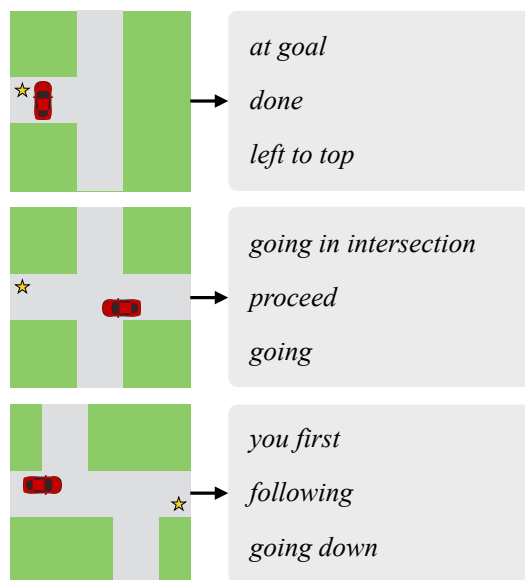 at goal
done
left to top
going in intersection
proceed
going
you first
following
going down